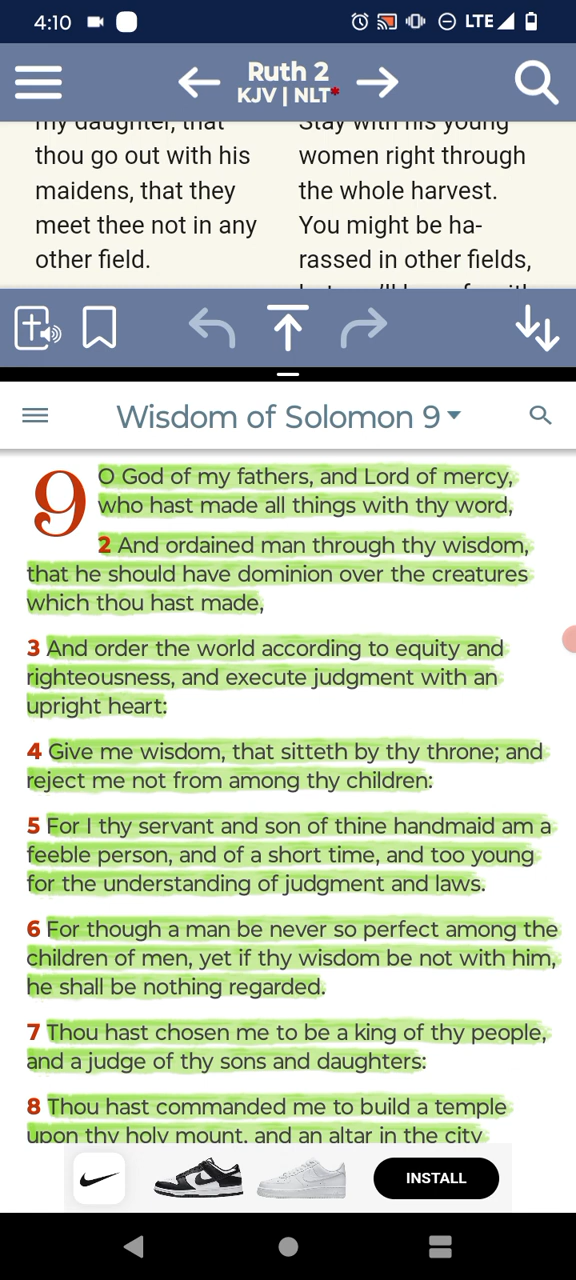 4:10
LTE
Ruth 2
KJV | NLT*
my daughter, that
thou go out with his
maidens, that they
meet thee not in any
other field.
Stay with his young
women right through
the whole harvest.
You might be ha-
rassed in other fields,
Wisdom of Solomon 9
9 O God of my fathers, and Lord of mercy,
who hast made all things with thy word,
2 And ordained man through thy wisdom,
that he should have dominion over the creatures
which thou hast made,
3 And order the world according to equity and
righteousness, and execute judgment with an
upright heart:
4 Give me wisdom, that sitteth by thy throne; and
reject me not from among thy children:
5 For I thy servant and son of thine handmaid am a
feeble person, and of a short time, and too young
for the understanding of judgment and laws.
6 For though a man be never so perfect among the
children of men, yet if thy wisdom be not with him,
he shall be nothing regarded.
7 Thou hast chosen me to be a king of thy people,
and a judge of thy sons and daughters:
8 Thou hast commanded me to build a temple
upon thy holy mount, and an altar in the city
INSTALL